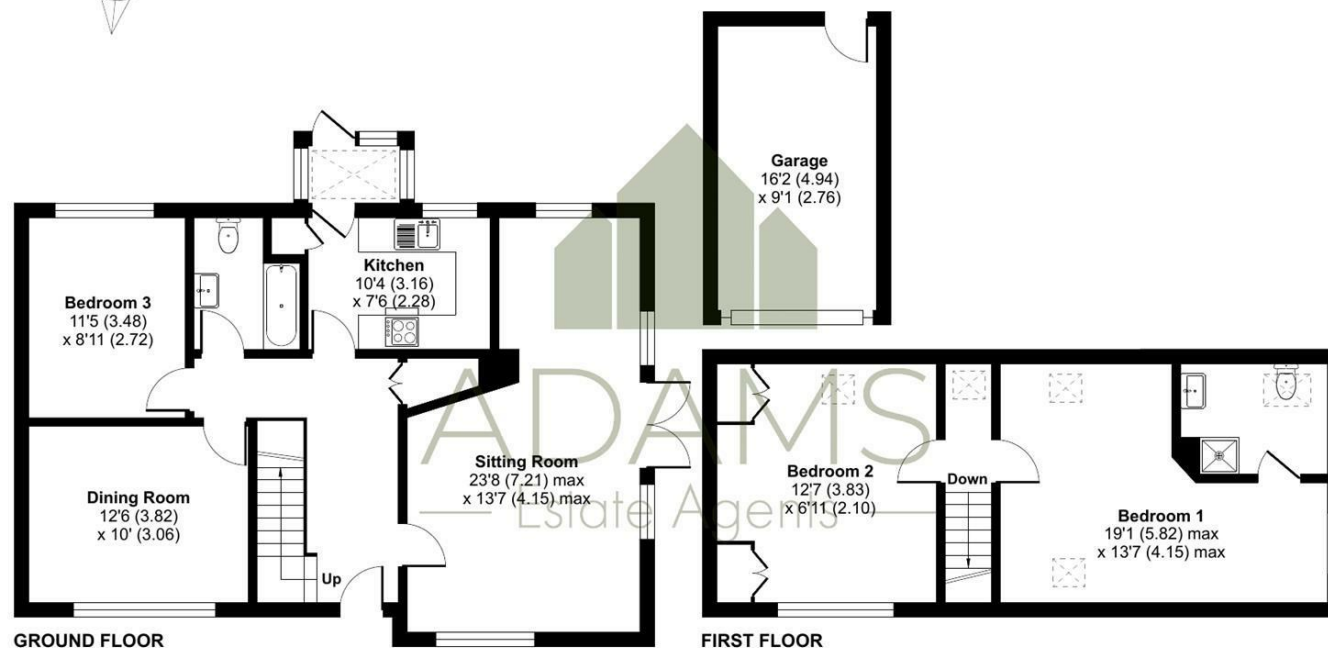 Garage
16'2 (4.94)
x 9'1 (2.76)
Kitchen
10'4 (3.16)
x 7'6 (2.28)
Bedroom 3
11'5 (3.48)
x 8'11 (2.72)
ADAMS
Estate Agents
Sitting Room
23'8 (7.21) max
x 13'7 (4.15) max
Dining Room
12'6 (3.82)
x 10' (3.06)
Up
Bedroom 2
12'7 (3.83)
x 6'11 (2.10)
Down
Bedroom 1
19'1 (5.82) max
x 13'7 (4.15) max
GROUND FLOOR
FIRST FLOOR